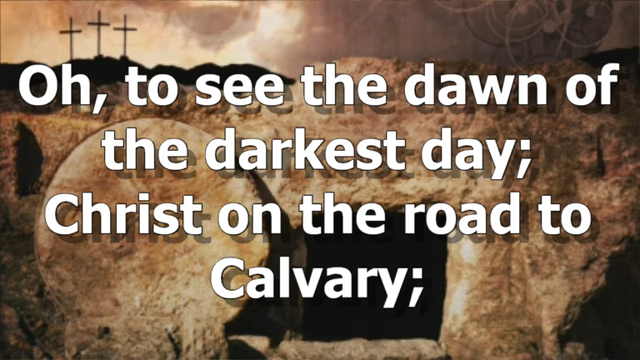 Oh, to see the dawn of
the darkest day;
Christ on the road to
Calvary;